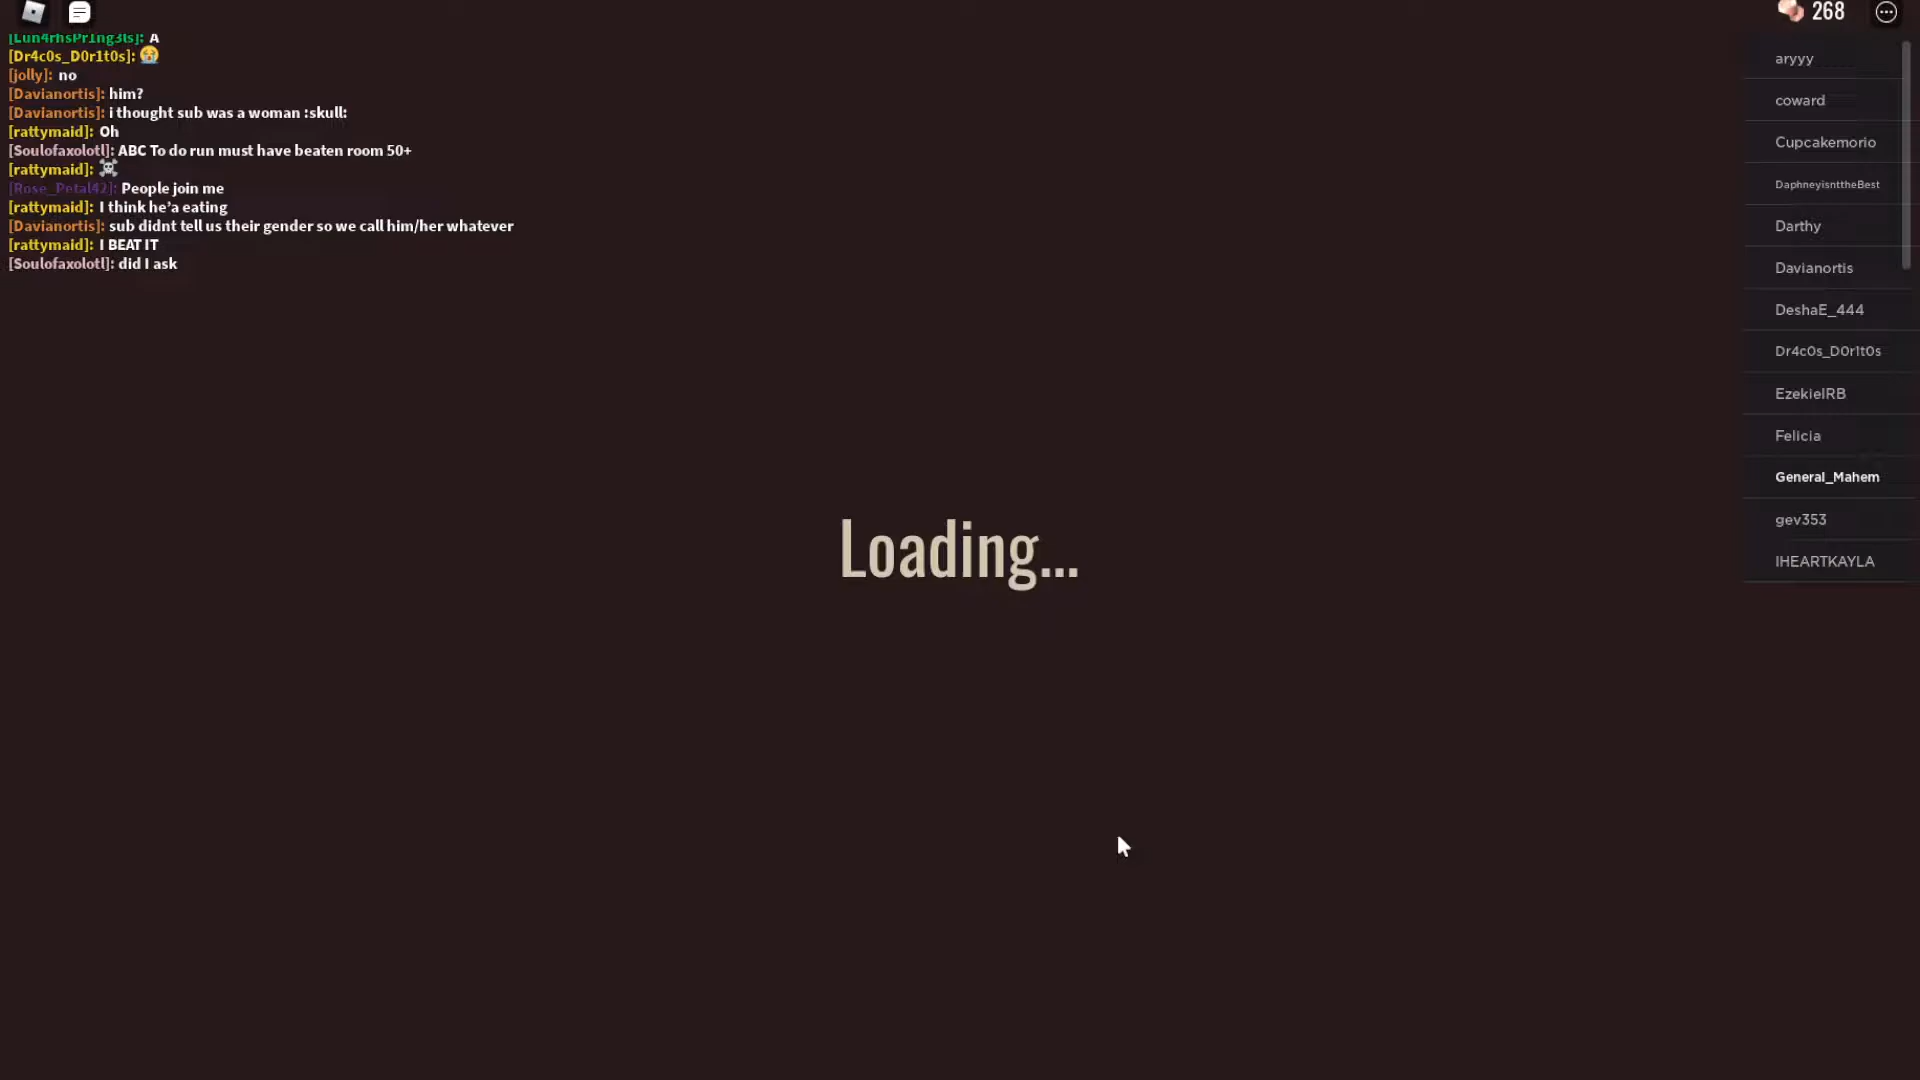 [Lun4rnsPr1ng3ls]: A
[Dr4c0s_D0r1t0s]: 😭
[jolly]: no
[Davianortis]: him?
[Davianortis]: i thought sub was a woman :skull:
[rattymaid]: Oh
[Soulofaxolotl]: ABC To do run must have beaten room 50+
[rattymaid]: ☠️
[Rose_Petal42]: People join me
[rattymaid]: I think he'a eating
[Davianortis]: sub didnt tell us their gender so we call him/her whatever
[rattymaid]: I BEAT IT
[Soulofaxolotl]: did I ask
Loading...
268
aryyy
coward
Cupcakemorio
DaphneyisnttheBest
Darthy
Davianortis
DeshaE_444
Dr4c0s_D0r1t0s
EzekielRB
Felicia
General_Mahem
gev353
IHEARTKAYLA